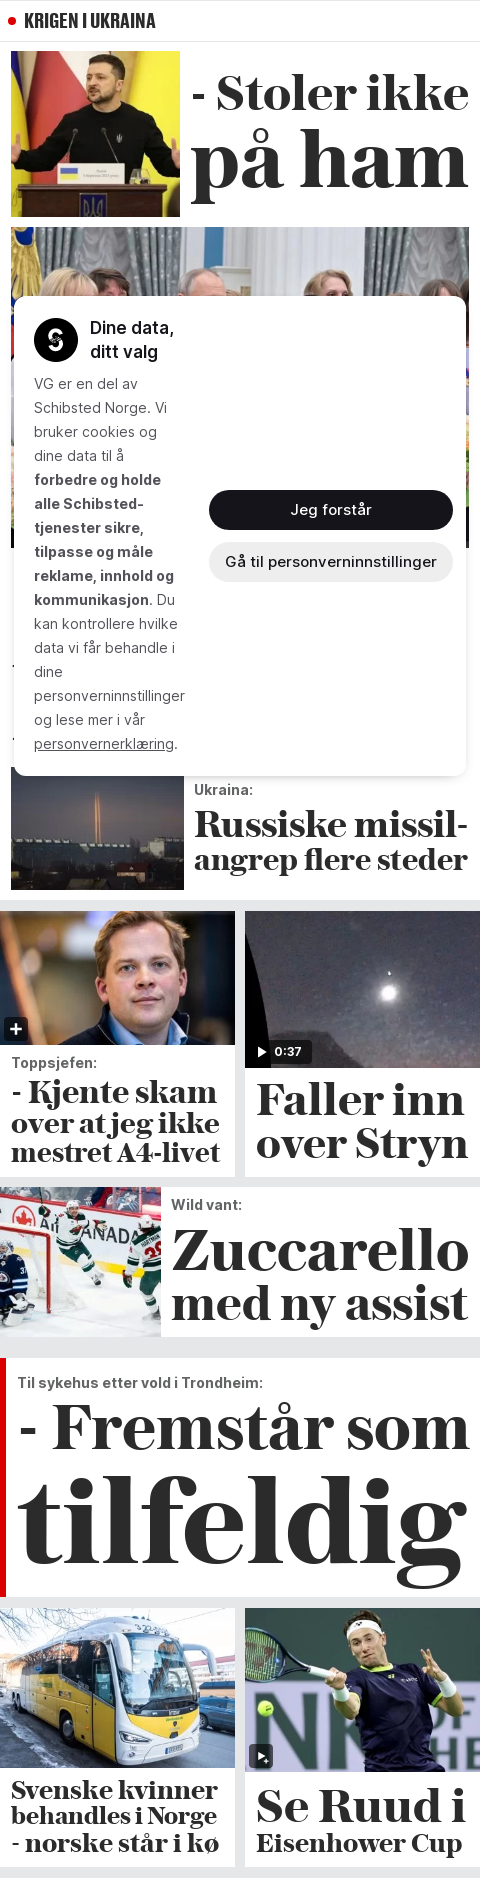 KRIGEN I UKRAINA
- Stoler ikke
på ham
Dine data,
ditt valg
VG er en del av
Schibsted Norge. Vi
bruker cookies og
dine data til å
forbedre og holde
alle Schibsted-
tjenester sikre,
tilpasse og måle
reklame, innhold og
kommunikasjon. Du
kan kontrollere hvilke
data vi får behandle i
dine
personverninnstillinger
og lese mer i vår
personvernerklæring.
Jeg forstår
Gå til personverninnstillinger
Ukraina:
Russiske missil-
angrep flere steder
Toppsjefen:
- Kjente skam
over at jeg ikke
mestret A4-livet
0:37
Faller inn
over Stryn
Wild vant:
Zuccarello
med ny assist
Til sykehus etter vold i Trondheim:
- Fremstår som
tilfeldig
Svenske kvinner
behandles i Norge
- norske står i kø
Se Ruud i
Eisenhower Cup